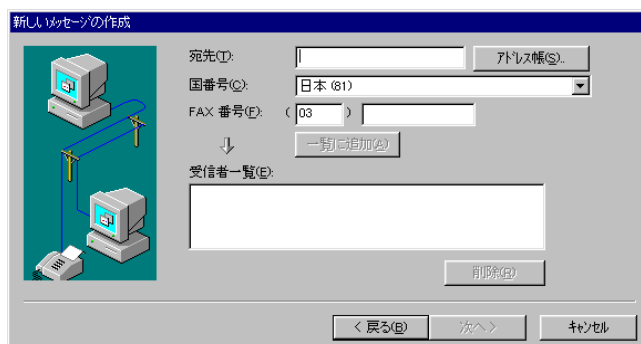 新しいメッセージの作成
宛先(T):
アドレス帳(S)..
国番号(C):
日本 (81)
FAX 番号(F):
( 03 )
一覧に追加(A)
受信者一覧(E):
削除(R)
< 戻る(B)
次へ >
キャンセル